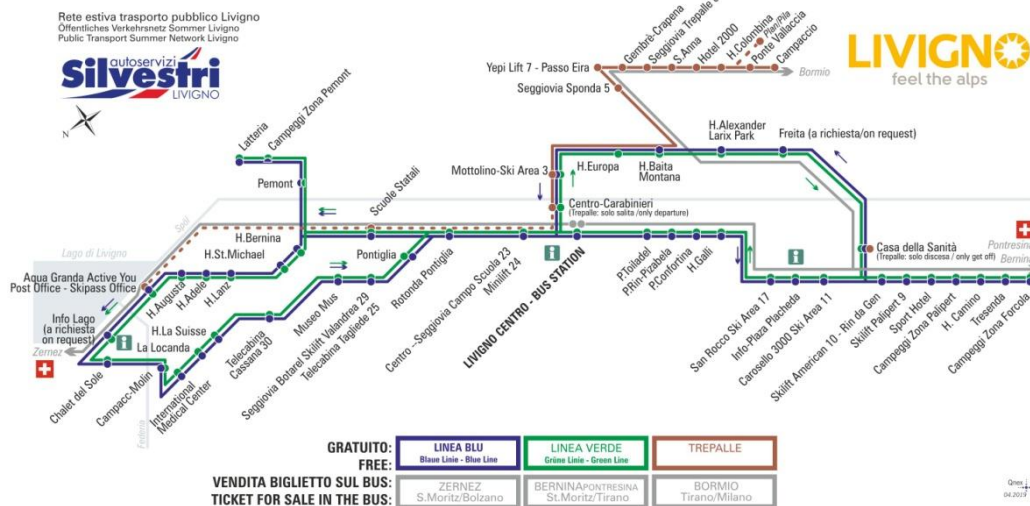 Rete estiva trasporto pubblico Livigno
Öffentliches Verkehrsnetz Sommer Livigno
Public Transport Summer Network Livigno
autoservizi
Silvestri
LIVIGNO
N
LIVIGNO
feel the alps
Yepi Lift 7 - Passo Eira
Gembrè-Crapena
Seggiovia Trepalle
S.Anna
Hotel 2000
H.Colombina
Plan/Pila
Ponte Vallaccia
Campaccio
Bormio
Seggiovia Sponda 5
H.Alexander
Larix Park
Freita (a richiesta/on request)
Latteria
Campeggi Zona Pemont
Pemont
Scuole Statali
Mottolino-Ski Area 3
H.Europa
H.Baita
Montana
Centro-Carabinieri
(Trepalle: solo salita /only departure)
SoW
Lago di Livigno
H.Bernina
H.St.Michael
Pontiglia
Casa della Sanità
(Trepalle: solo discesa / only get off)
Pontresina
Bernina
Aqua Granda Active You
Post Office - Skipass Office
H.Augusta
H.Adele
H.Lanz
Museo Mus
Seggiovia Botarel Skilift Valandrea 29
Telecabina Tagliede 25
Rotonda Pontiglia
Centro --Seggiovia Campo Scuola 23
Minilift 24
LIVIGNO CENTRO - BUS STATION
P.Toiladel
P.Rin-Pizabela
P.Confortina
H.Galli
San Rocco Ski Area 17
Info-Plaza Placheda
Carosello 3000 Ski Area 11
Skilift American 10 - Rin da Gen
Skilift Palipert 9
Sport Hotel
Campeggi Zona Palipert
H. Camino
Tresenda
Campeggi Zona Forcola
Info Lago
(a richiesta
on request)
Zernez
H.La Suisse
La Locanda
Telecabina
Cassana 30
Chalet del Sole
Campacc-Molin
International
Medical Center
Federia
GRATUITO:
FREE:
LINEA BLU
Blaue Linie - Blue Line
LINEA VERDE
Grüne Linie - Green Line
TREPALLE
VENDITA BIGLIETTO SUL BUS:
TICKET FOR SALE IN THE BUS:
ZERNEZ
S.Moritz/Bolzano
BERNINAPONTRESINA
St.Moritz/Tirano
BORMIO
Tirano/Milano
04.2019